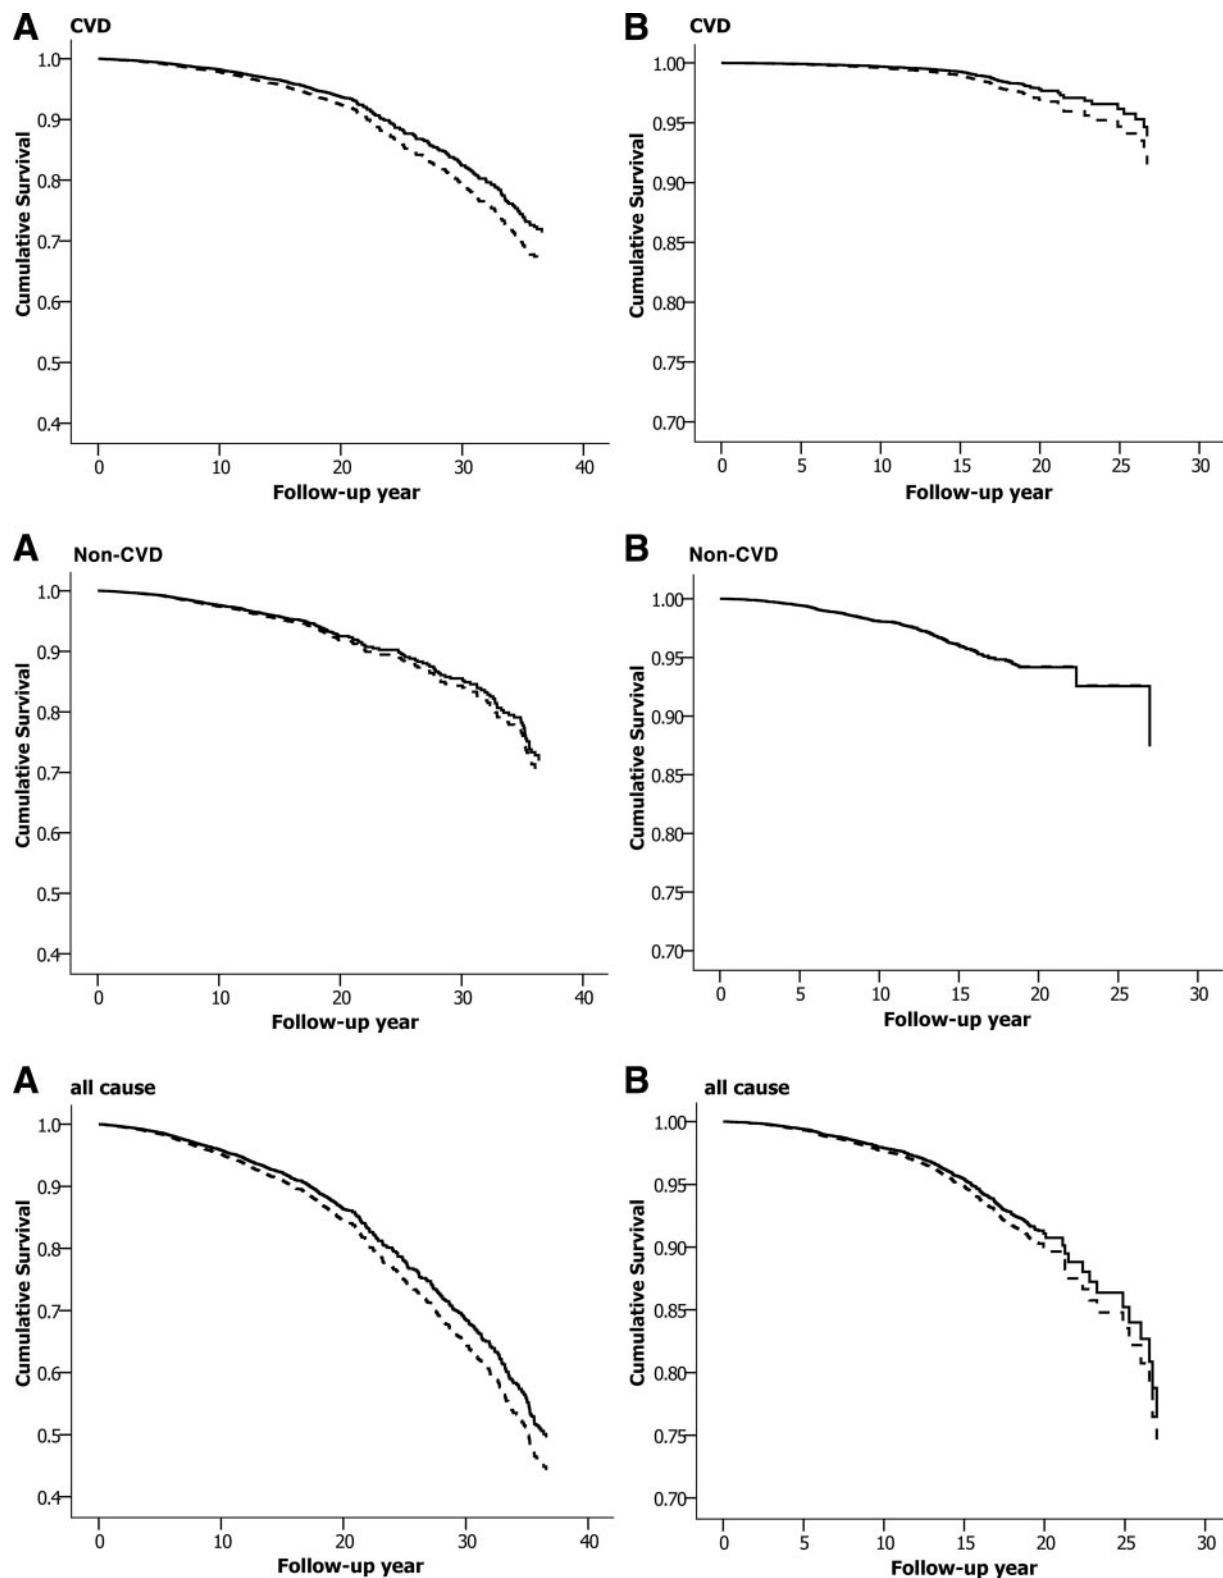 A CVD
1.0
0.9
0.8
0.7
0.6
0.5
0.4
Cumulative Survival
0 10 20 30 40
Follow-up year
B CVD
1.00
0.95
0.90
0.85
0.80
0.75
0.70
Cumulative Survival
0 5 10 15 20 25 30
Follow-up year
A Non-CVD
1.0
0.9
0.8
0.7
0.6
0.5
0.4
Cumulative Survival
0 10 20 30 40
Follow-up year
B Non-CVD
1.00
0.95
0.90
0.85
0.80
0.75
0.70
Cumulative Survival
0 5 10 15 20 25 30
Follow-up year
A all cause
1.0
0.9
0.8
0.7
0.6
0.5
0.4
Cumulative Survival
0 10 20 30 40
Follow-up year
B all cause
1.00
0.95
0.90
0.85
0.80
0.75
0.70
Cumulative Survival
0 5 10 15 20 25 30
Follow-up year